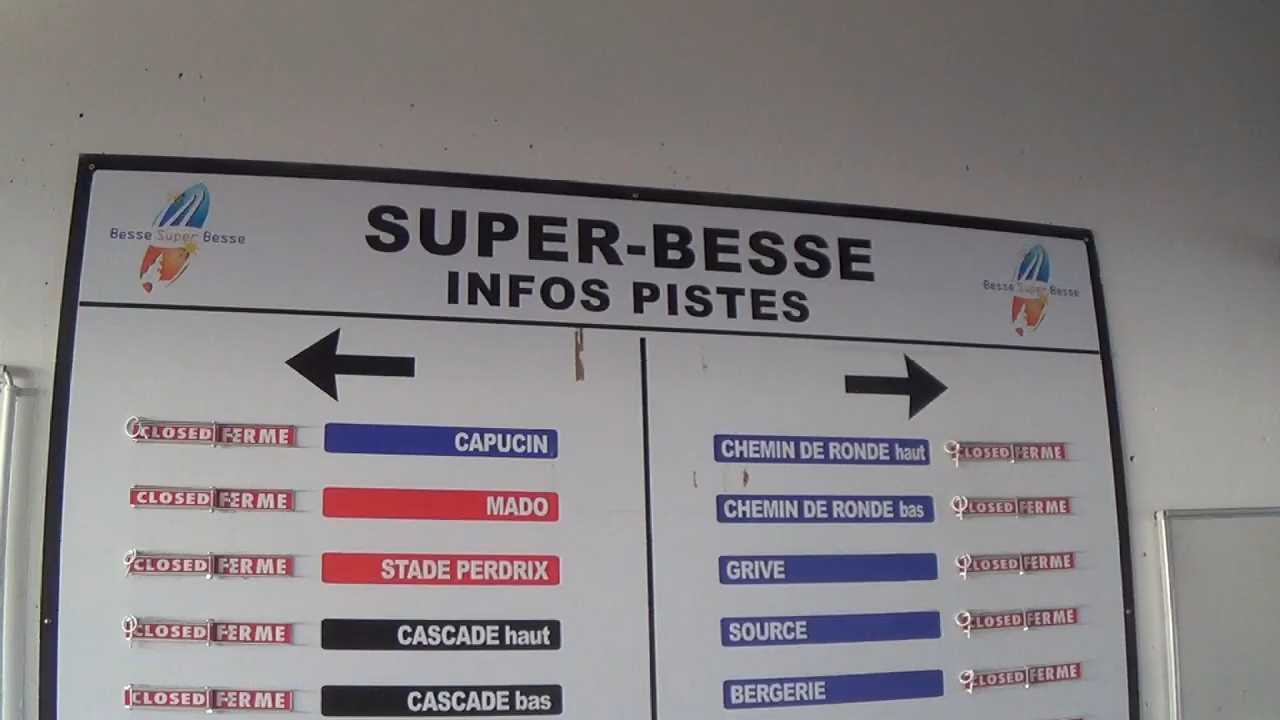 Besse Super Besse
SUPER-BESSE
INFOS PISTES
Besse Super Besse
CLOSED FERME CAPUCIN
CLOSED FERME MADO
CLOSED FERME STADE PERDRIX
CLOSED FERME CASCADE haut
CLOSED FERME CASCADE bas
CHEMIN DE RONDE haut CLOSED FERME
CHEMIN DE RONDE bas CLOSED FERME
GRIVE CLOSED FERME
SOURCE CLOSED FERME
BERGERIE CLOSED FERME